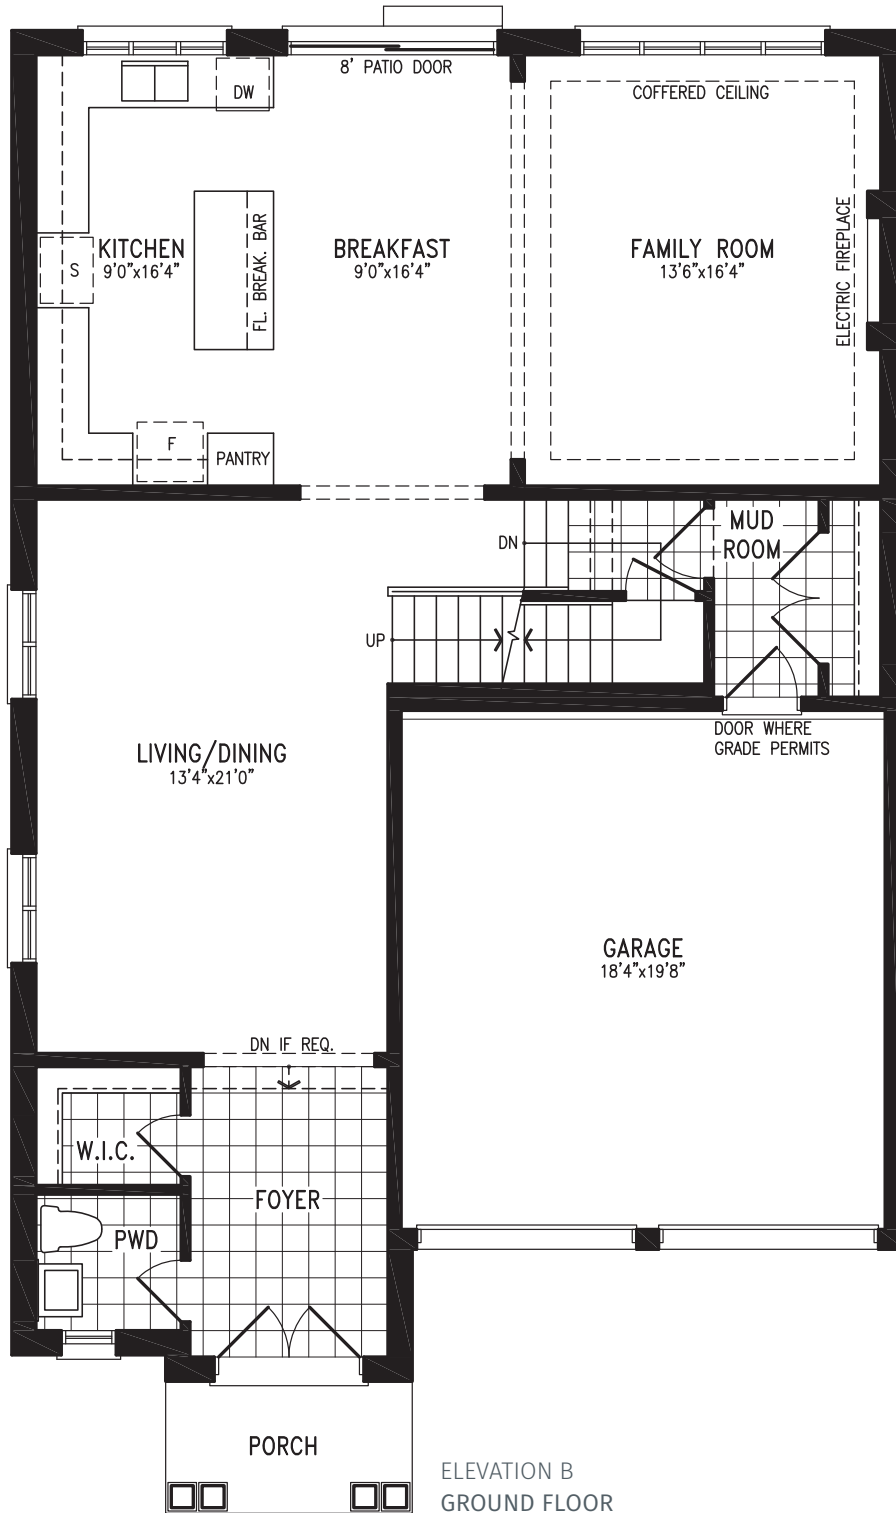 8' PATIO DOOR
DW
COFFERED CEILING
KITCHEN
9'0"x16'4"
S
FL. BREAK. BAR
BREAKFAST
9'0"x16'4"
FAMILY ROOM
13'6"x16'4"
ELECTRIC FIREPLACE
F
PANTRY
MUD
ROOM
DN
UP
DOOR WHERE
GRADE PERMITS
LIVING/DINING
13'4"x21'0"
GARAGE
18'4"x19'8"
DN IF REQ.
W.I.C.
FOYER
PWD
PORCH
ELEVATION B
GROUND FLOOR